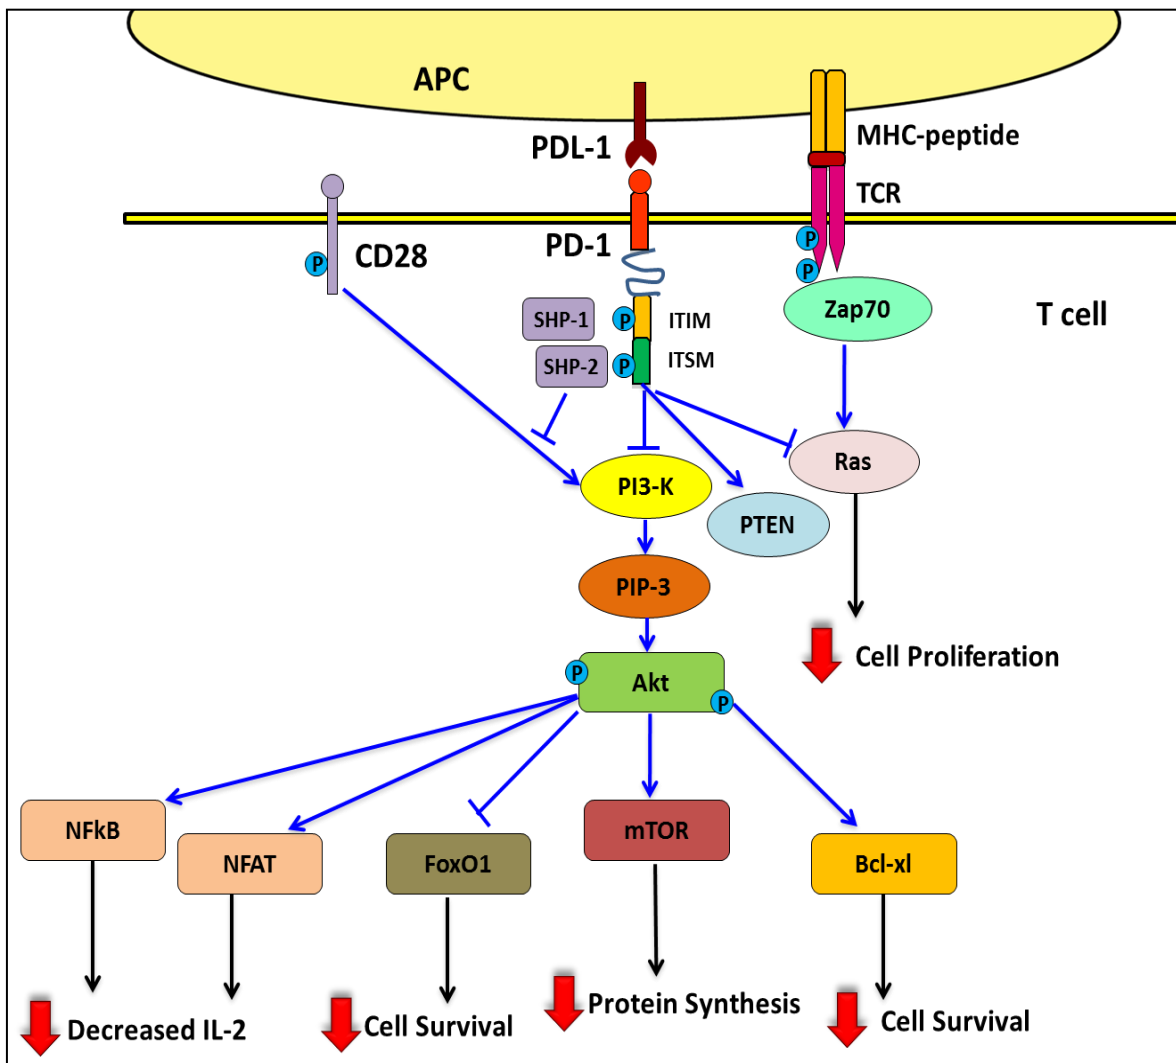 APC
PDL-1
MHC-peptide
TCR
PD-1
CD28
P
P
P
Zap70
T cell
SHP-1
P
ITIM
SHP-2
P
ITSM
Ras
PI3-K
PTEN
PIP-3
Cell Proliferation
P
Akt
P
NFkB
NFAT
FoxO1
mTOR
Bcl-xl
Decreased IL-2
Cell Survival
Protein Synthesis
Cell Survival